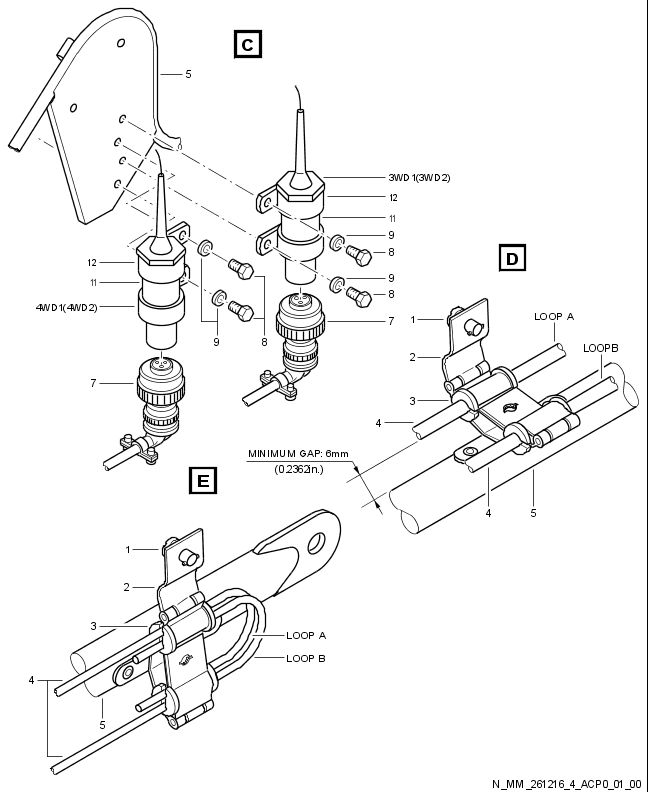 C
5
3WD1(3WD2)
12
11
9
8
9
8
7
12
11
4WD1(4WD2)
9
8
7
D
LOOP A
LOOPB
1
2
3
4
MINIMUM GAP: 6mm
(0.2362in.)
4
5
E
1
2
3
LOOP A
LOOP B
4
5
N_MM_261216_4_ACP0_01_00